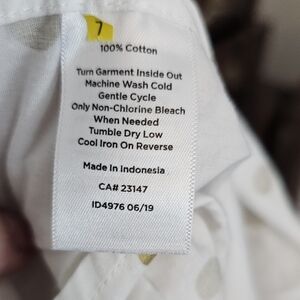 7
100% Cotton
Turn Garment Inside Out
Machine Wash Cold
Gentle Cycle
Only Non-Chlorine Bleach
When Needed
Tumble Dry Low
Cool Iron On Reverse
Made in Indonesia
CA# 23147
ID4976 06/19